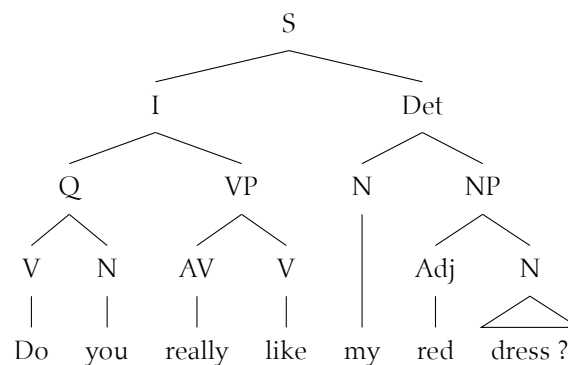 S
I Det
Q VP N NP
V N AV V Adj N
Do you really like my red dress ?